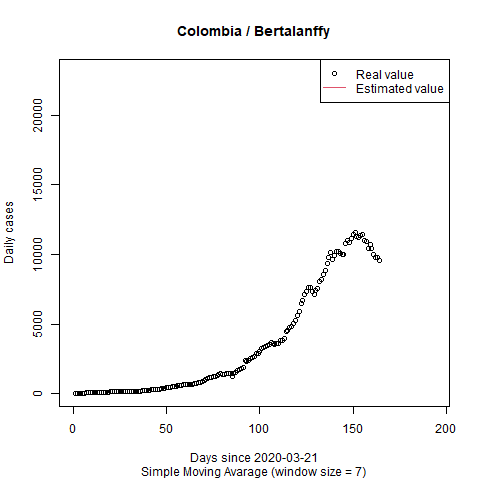 Colombia / Bertalanffy
Real value
Estimated value
Daily cases
20000
15000
10000
5000
0
0
50
100
150
200
Days since 2020-03-21
Simple Moving Avarage (window size = 7)